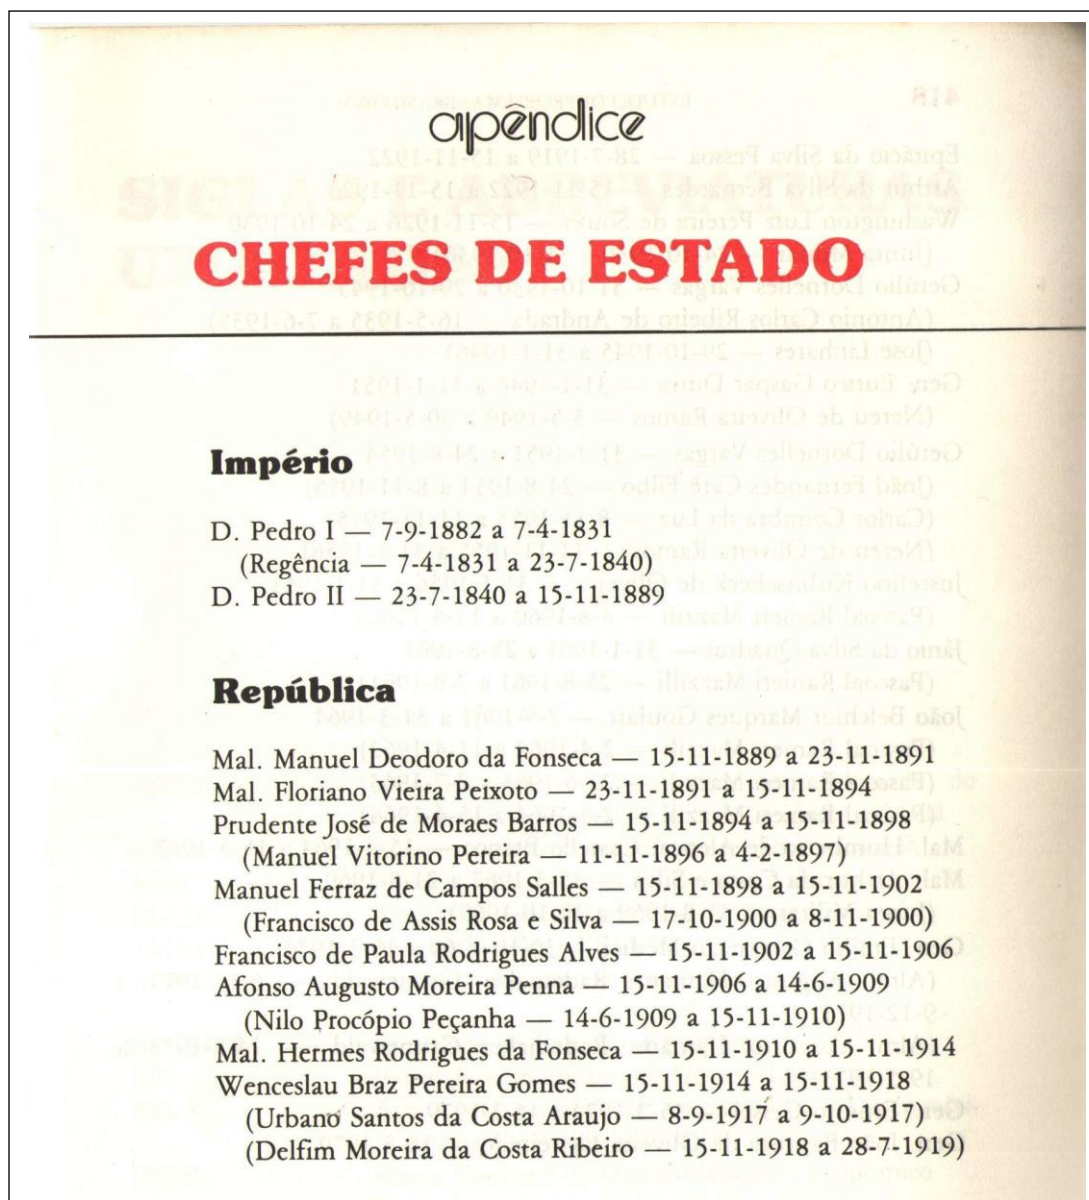 apêndice
CHEFES DE ESTADO
Império
D. Pedro I — 7-9-1882 a 7-4-1831
(Regência — 7-4-1831 a 23-7-1840)
D. Pedro II — 23-7-1840 a 15-11-1889
República
Mal. Manuel Deodoro da Fonseca — 15-11-1889 a 23-11-1891
Mal. Floriano Vieira Peixoto — 23-11-1891 a 15-11-1894
Prudente José de Moraes Barros — 15-11-1894 a 15-11-1898
(Manuel Vitorino Pereira — 11-11-1896 a 4-2-1897)
Manuel Ferraz de Campos Salles — 15-11-1898 a 15-11-1902
(Francisco de Assis Rosa e Silva — 17-10-1900 a 8-11-1900)
Francisco de Paula Rodrigues Alves — 15-11-1902 a 15-11-1906
Afonso Augusto Moreira Penna — 15-11-1906 a 14-6-1909
(Nilo Procópio Peçanha — 14-6-1909 a 15-11-1910)
Mal. Hermes Rodrigues da Fonseca — 15-11-1910 a 15-11-1914
Wenceslau Braz Pereira Gomes — 15-11-1914 a 15-11-1918
(Urbano Santos da Costa Araujo — 8-9-1917 a 9-10-1917)
(Delfim Moreira da Costa Ribeiro — 15-11-1918 a 28-7-1919)